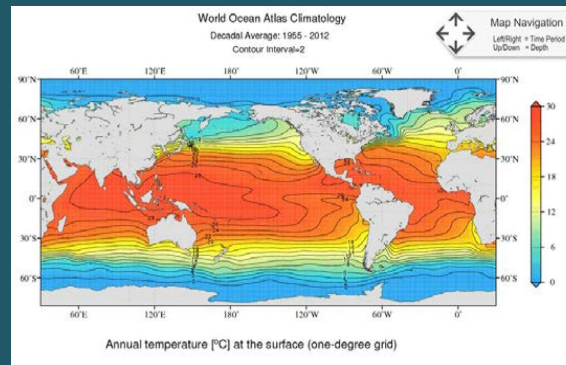 World Ocean Atlas Climatology
Decadal Average: 1955 - 2012
Contour Interval=2
Map Navigation
Left/Right = Time Period
Up/Down = Depth
60°E 120°E 180° 120°W 60°W 0°
90°N 90°N
60°N 60°N
30°N 30°N
0° 0°
30°S 30°S
60°S 60°S
60°E 120°E 180° 120°W 60°W 0°
30
24
18
12
6
0
Annual temperature [°C] at the surface (one-degree grid)